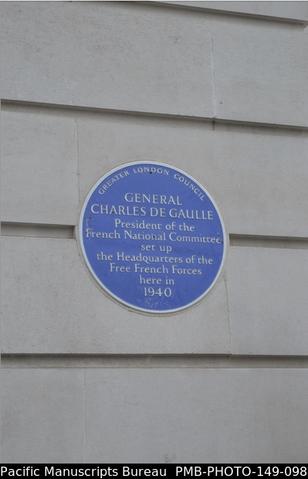 GREATER LONDON COUNCIL
GENERAL
CHARLES DE GAULLE
President of the
French National Committee
set up
the Headquarters of the
Free French Forces
here in
1940
Pacific Manuscripts Bureau PMB-PHOTO-149-098